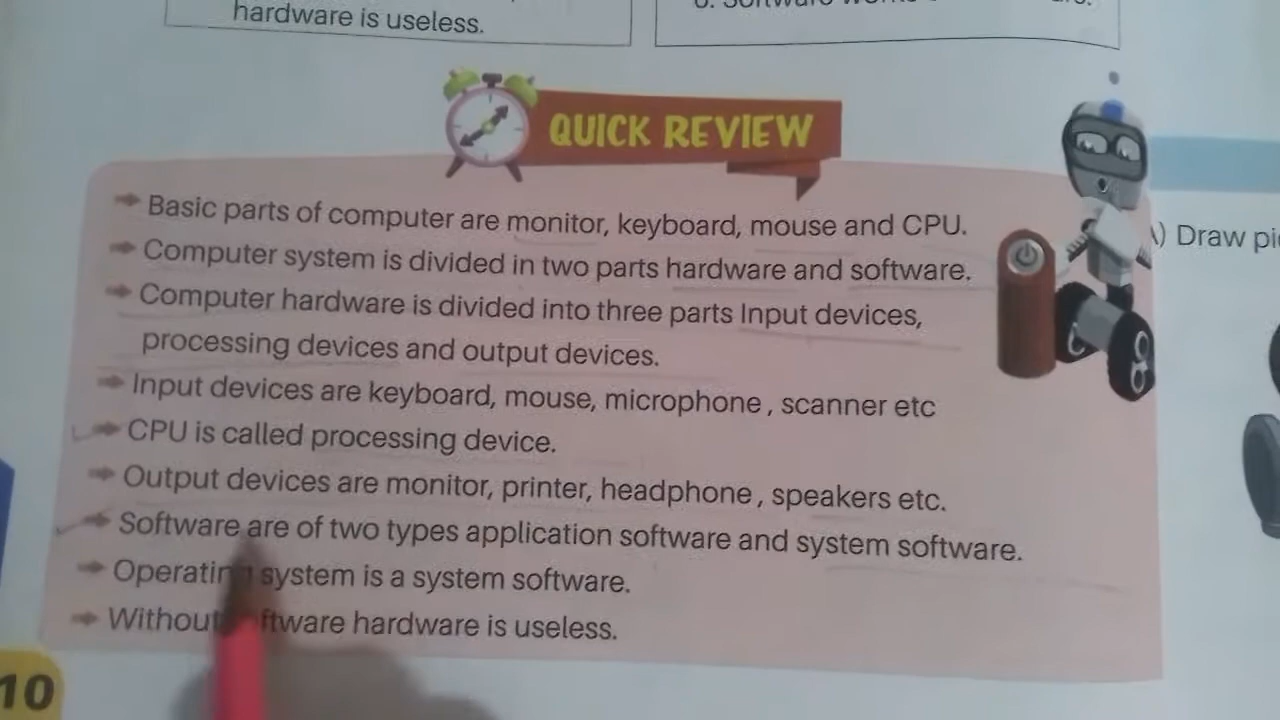 hardware is useless.
QUICK REVIEW
Basic parts of computer are monitor, keyboard, mouse and CPU.
Computer system is divided in two parts hardware and software.
Computer hardware is divided into three parts Input devices,
processing devices and output devices.
Input devices are keyboard, mouse, microphone, scanner etc
CPU is called processing device.
Output devices are monitor, printer, headphone, speakers etc.
Software are of two types application software and system software.
Operating system is a system software.
Without software hardware is useless.
) Draw
10